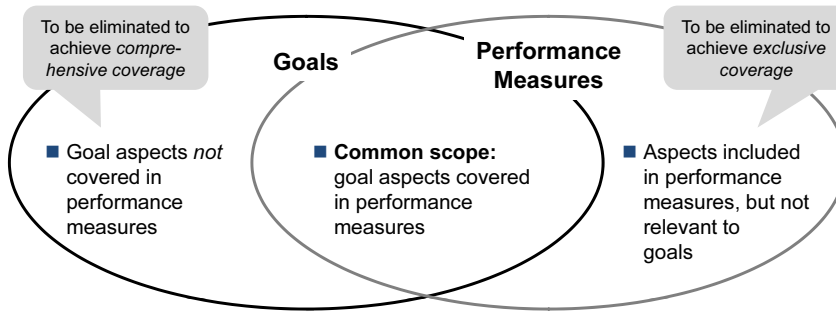 To be eliminated to
achieve compre-
hensive coverage
Goals
Performance
Measures
To be eliminated to
achieve exclusive
coverage
■ Goal aspects not
covered in
performance
measures
■ Common scope:
goal aspects covered
in performance
measures
■ Aspects included
in performance
measures, but not
relevant to
goals